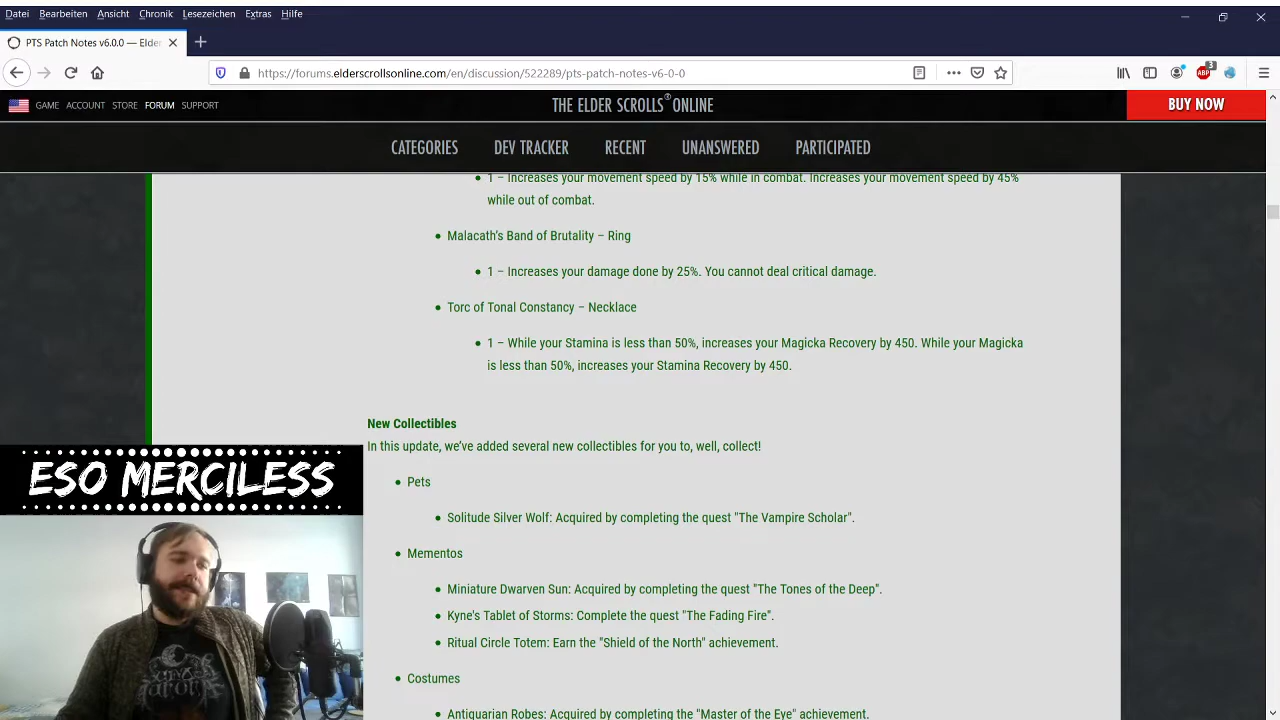 Datei Bearbeiten Ansicht Chronik Lesezeichen Extras Hilfe
PTS Patch Notes v6.0.0 — Elder
https://forums.elderscrollsonline.com/en/discussion/522289/pts-patch-notes-v6-0-0
ABP 3
GAME ACCOUNT STORE FORUM SUPPORT
THE ELDER SCROLLS® ONLINE
BUY NOW
CATEGORIES DEV TRACKER RECENT UNANSWERED PARTICIPATED
1 – Increases your movement speed by 15% while in combat. Increases your movement speed by 45%
while out of combat.
Malacath's Band of Brutality – Ring
1 – Increases your damage done by 25%. You cannot deal critical damage.
Torc of Tonal Constancy – Necklace
1 – While your Stamina is less than 50%, increases your Magicka Recovery by 450. While your Magicka
is less than 50%, increases your Stamina Recovery by 450.
New Collectibles
In this update, we've added several new collectibles for you to, well, collect!
Pets
Solitude Silver Wolf: Acquired by completing the quest "The Vampire Scholar".
Mementos
Miniature Dwarven Sun: Acquired by completing the quest "The Tones of the Deep".
Kyne's Tablet of Storms: Complete the quest "The Fading Fire".
Ritual Circle Totem: Earn the "Shield of the North" achievement.
Costumes
Antiquarian Robes: Acquired by completing the "Master of the Eye" achievement.
ESO MERCILESS